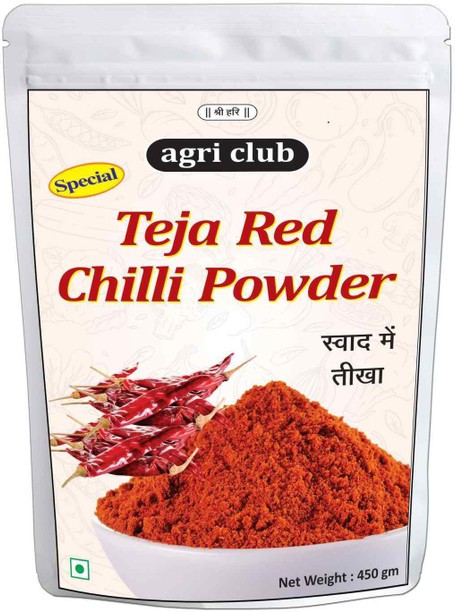 || श्री हरि ||
agri club
Special
Teja Red
Chilli Powder
स्वाद में
तीखा
Net Weight : 450 gm